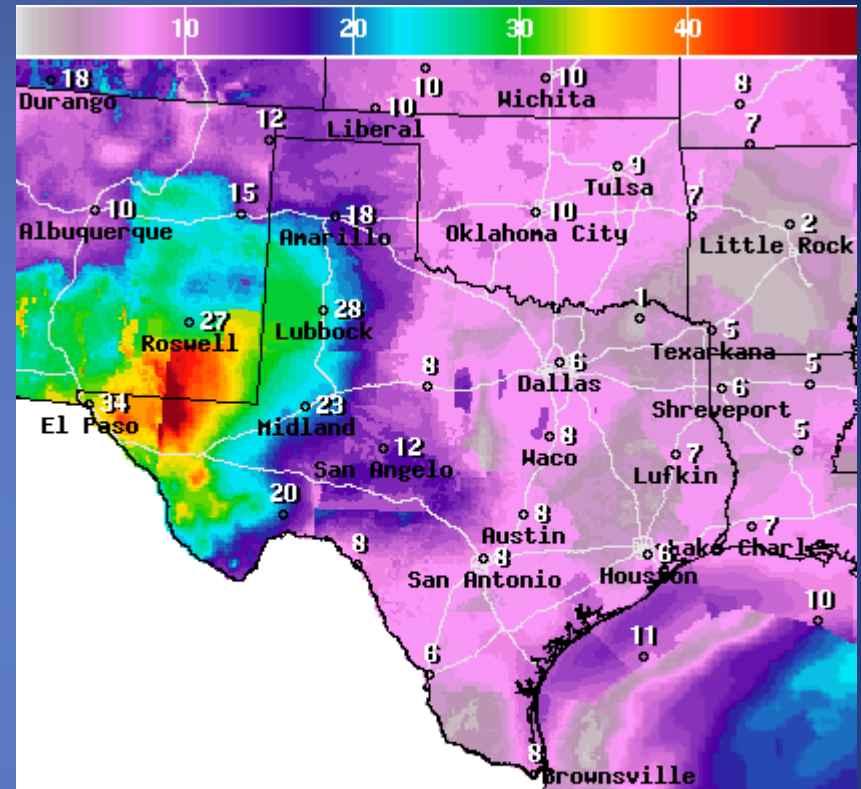 10 20 30 40
18 10 10 8
Durango Wichita
10 Liberal
12 7
9 Tulsa
10 15 18 10 7 2
Albuquerque Amarillo Oklahoma City Little Rock
27 28 1
Roswell Lubbock 5 Texarkana
6 Dallas
34 23 8 6 5
El Paso Midland Shreveport
12 8 7 5
San Angelo Waco Lufkin
20 8 7
Austin
8 8 6 Lake Charles
San Antonio Houston
10
11
6
8
Brownsville